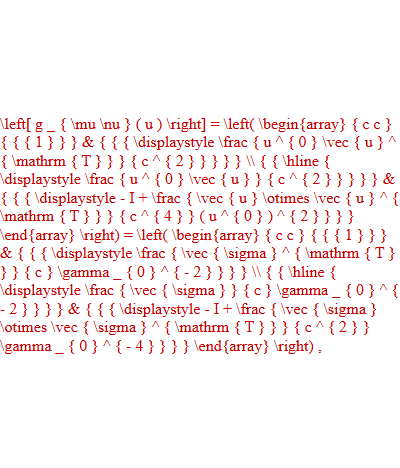 \left[ g _ { \mu \nu } ( u ) \right] = \left( \begin{array} { c c }
{ { { 1 } } } & { { { \displaystyle \frac { u ^ { 0 } \vec { u } ^
{ \mathrm { T } } } { c ^ { 2 } } } } } \\ { { \hline {
\displaystyle \frac { u ^ { 0 } \vec { u } } { c ^ { 2 } } } } } &
{ { { \displaystyle - I + \frac { \vec { u } \otimes \vec { u } ^ {
\mathrm { T } } } { c ^ { 4 } } ( u ^ { 0 } ) ^ { 2 } } } }
\end{array} \right) = \left( \begin{array} { c c } { { { 1 } } }
& { { { \displaystyle \frac { \vec { \sigma } ^ { \mathrm { T }
} } { c } \gamma _ { 0 } ^ { - 2 } } } } \\ { { \hline {
\displaystyle \frac { \vec { \sigma } } { c } \gamma _ { 0 } ^ {
- 2 } } } } & { { { \displaystyle - I + \frac { \vec { \sigma }
\otimes \vec { \sigma } ^ { \mathrm { T } } } { c ^ { 2 } }
\gamma _ { 0 } ^ { - 4 } } } } \end{array} \right) ,